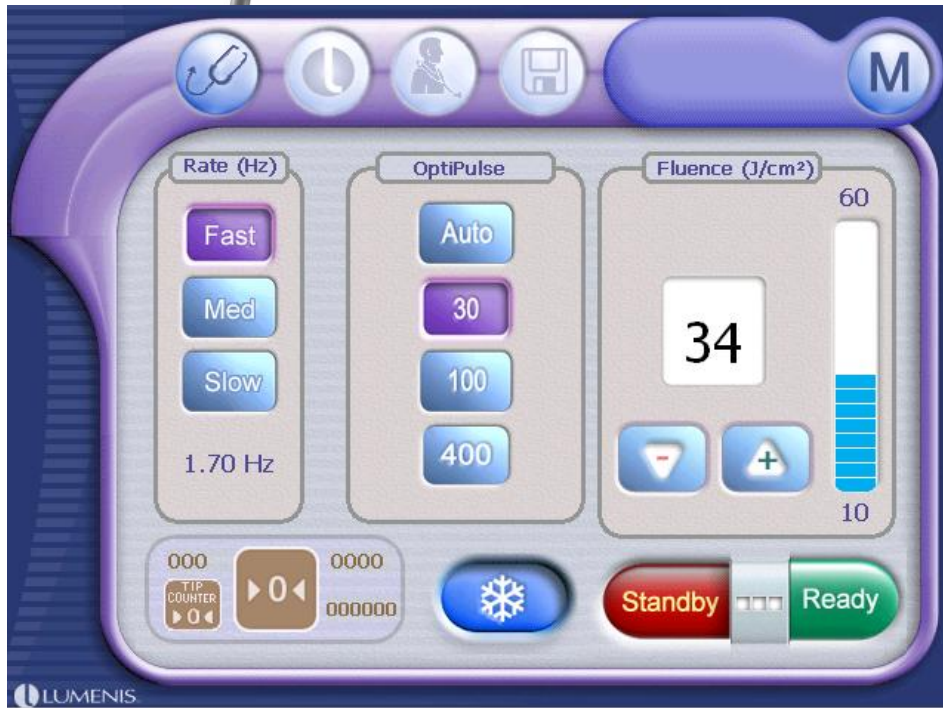 M
Rate (Hz)
Fast
Med
Slow
1.70 Hz
OptiPulse
Auto
30
100
400
Fluence (J/cm²)
60
34
-
+
10
000
TIP
COUNTER
▶0◀
▶0◀
0000
000000
Standby
Ready
LUMENIS